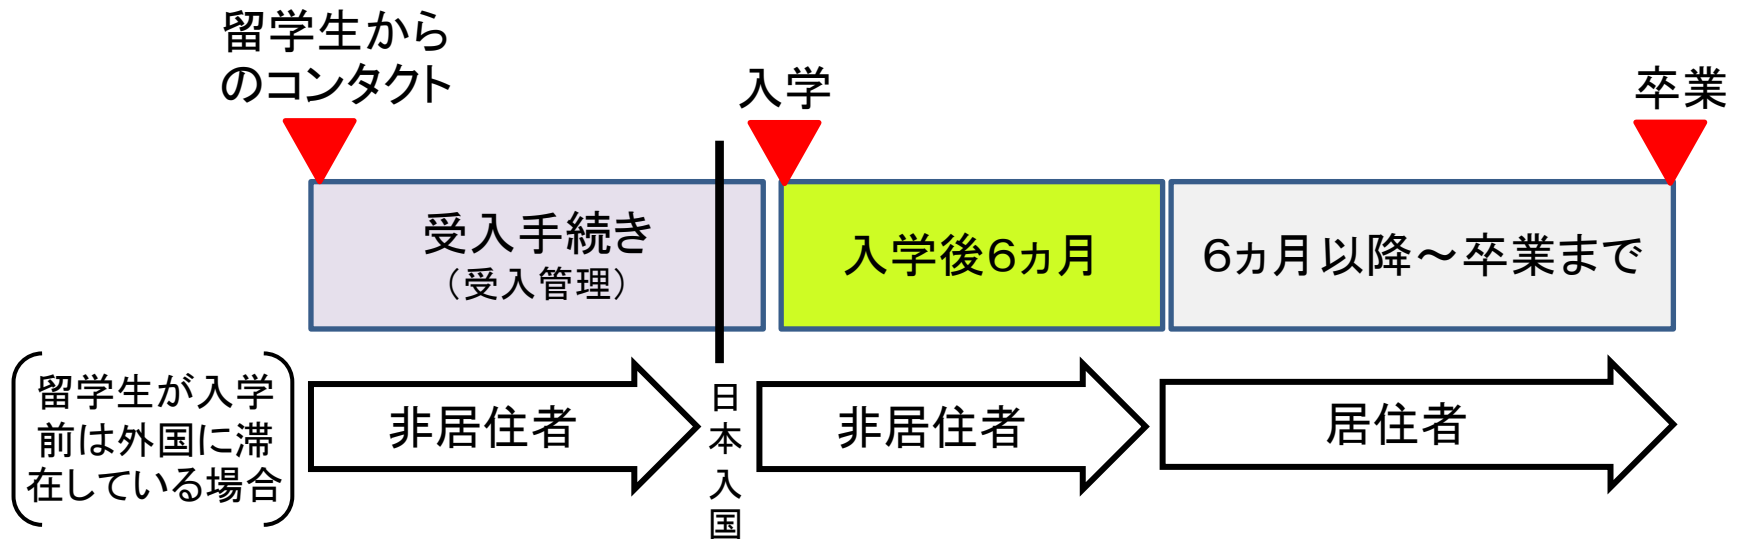 留学生から
のコンタクト
入学
卒業
受入手続き
（受入管理）
入学後６ヵ月
６ヵ月以降～卒業まで
留学生が入学
前は外国に滞
在している場合
非居住者
日本入国
非居住者
居住者